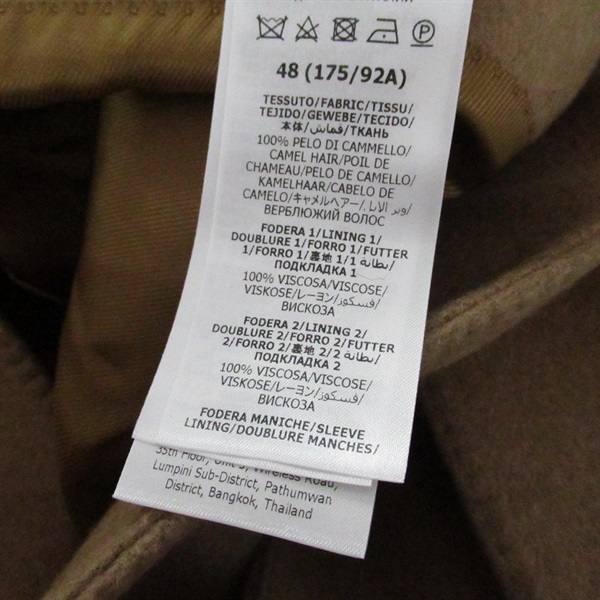 48 (175/92A)
TESSUTO/FABRIC/TISSU/
TEJIDO/GEWEBE/TECIDO/
本体/قماش/ТКАНЬ
100% PELO DI CAMMELLO/
CAMEL HAIR/POIL DE
CHAMEAU/PELO DE CAMELLO/
KAMELHAAR/CABELO DE
CAMELO/キャメルヘアー/وبر الإبل/
ВЕРБЛЮЖИЙ ВОЛОС
FODERA 1/LINING 1/
DOUBLURE 1/FORRO 1/FUTTER
1/FORRO 1/裏地 1/1 بطانة/
ПОДКЛАДКА 1
100% VISCOSA/VISCOSE/
VISKOSE/レーヨン/فسكوز/
ВИСКОЗА
FODERA 2/LINING 2/
DOUBLURE 2/FORRO 2/FUTTER
2/FORRO 2/裏地 2/2 بطانة/
ПОДКЛАДКА 2
100% VISCOSA/VISCOSE/
VISKOSE/レーヨン/فسكوز/
ВИСКОЗА
FODERA MANICHE/SLEEVE
LINING/DOUBLURE MANCHES/
35th Floor, Unit 5, Wireless Road,
Lumpini Sub-District, Pathumwan
District, Bangkok, Thailand